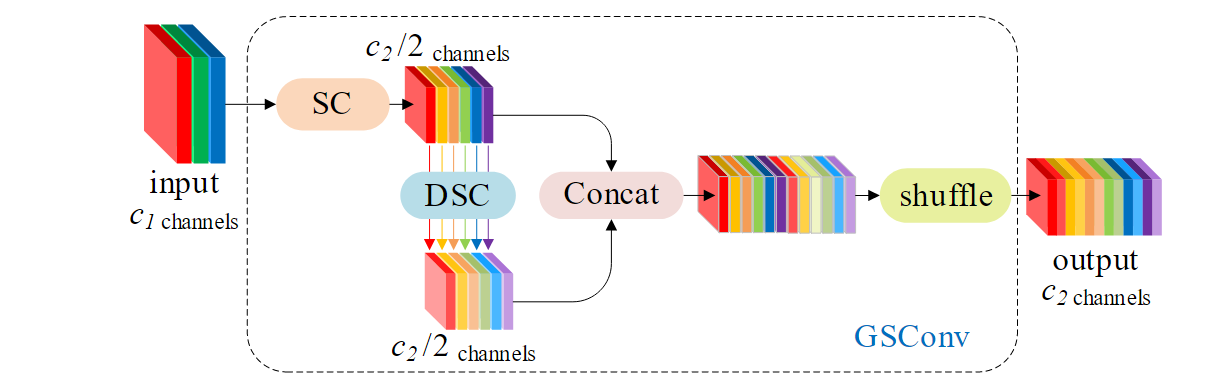 input
c1 channels
SC
c2/2 channels
DSC
c2/2 channels
Concat
shuffle
output
c2 channels
GSConv